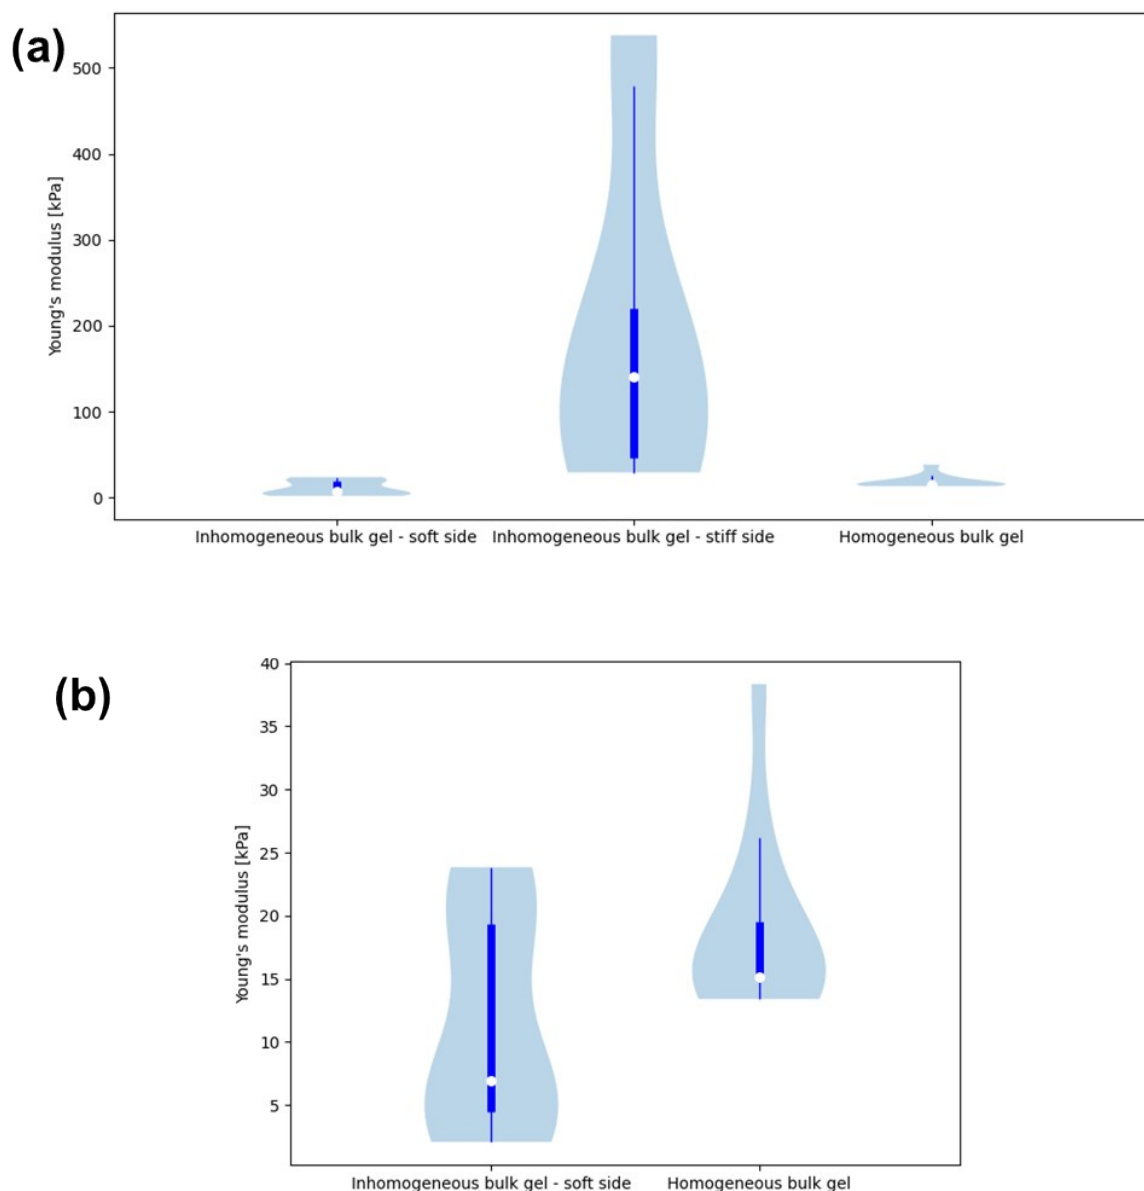 (a)
500
400
300
200
100
0
Young's modulus [kPa]
Inhomogeneous bulk gel - soft side Inhomogeneous bulk gel - stiff side Homogeneous bulk gel
(b)
40
35
30
25
20
15
10
5
Young's modulus [kPa]
Inhomogeneous bulk gel - soft side Homogeneous bulk gel